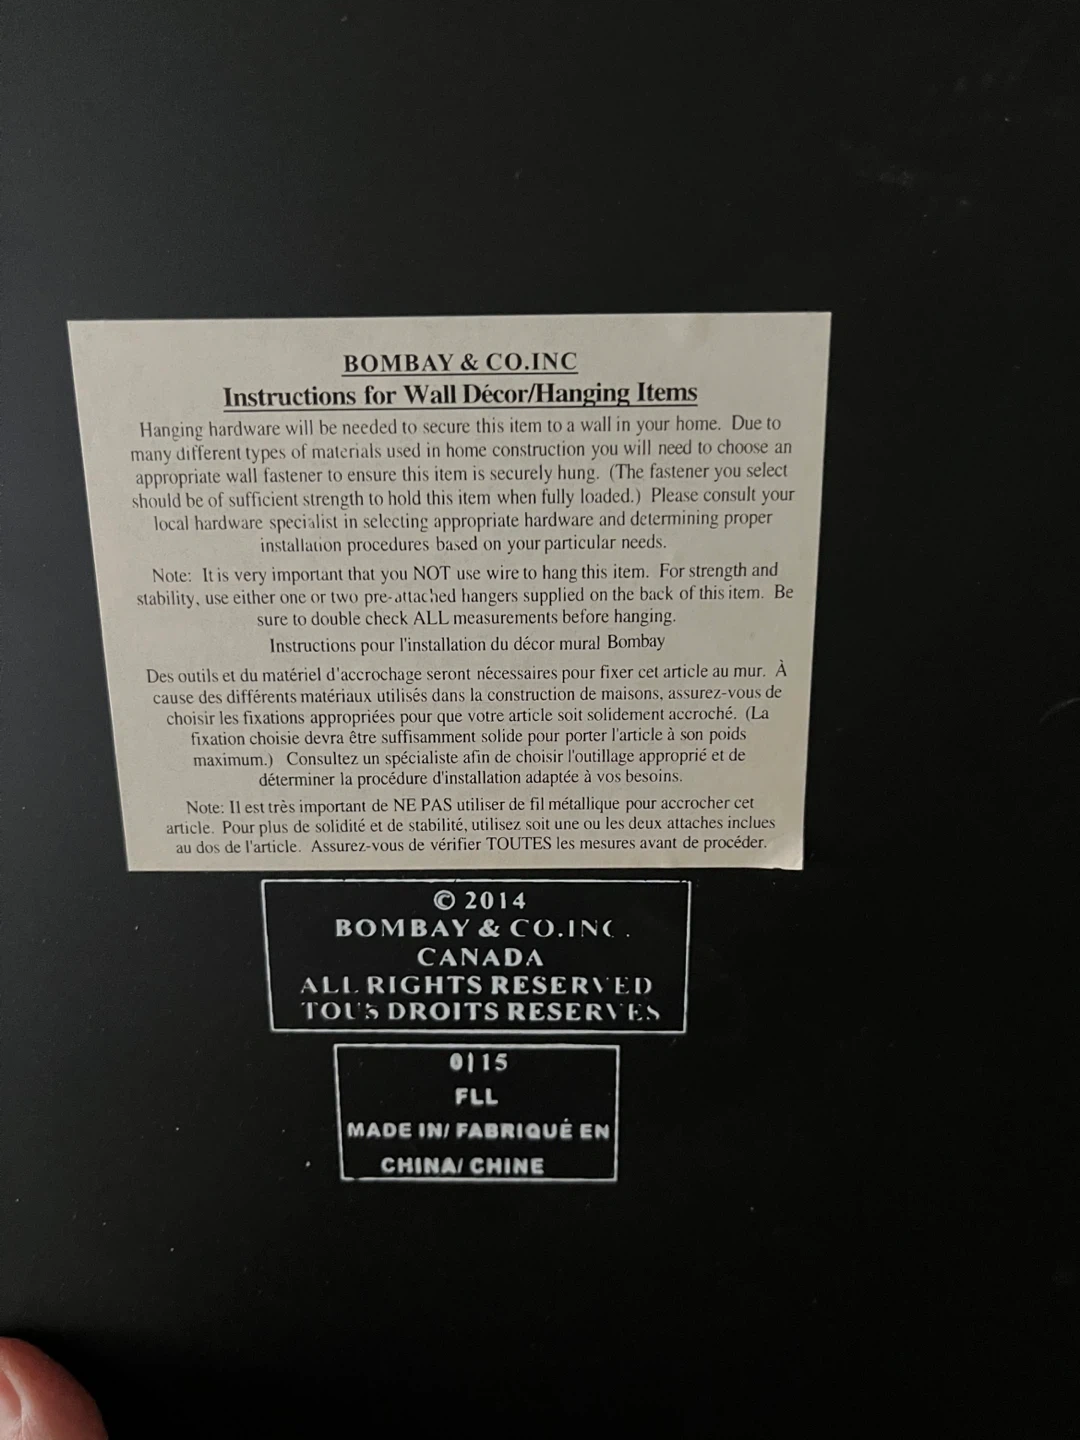 BOMBAY & CO.INC
Instructions for Wall Décor/Hanging Items
Hanging hardware will be needed to secure this item to a wall in your home. Due to
many different types of materials used in home construction you will need to choose an
appropriate wall fastener to ensure this item is securely hung. (The fastener you select
should be of sufficient strength to hold this item when fully loaded.) Please consult your
local hardware specialist in selecting appropriate hardware and determining proper
installation procedures based on your particular needs.
Note: It is very important that you NOT use wire to hang this item. For strength and
stability, use either one or two pre-attached hangers supplied on the back of this item. Be
sure to double check ALL measurements before hanging.
Instructions pour l'installation du décor mural Bombay
Des outils et du matériel d'accrochage seront nécessaires pour fixer cet article au mur. À
cause des différents matériaux utilisés dans la construction de maisons, assurez-vous de
choisir les fixations appropriées pour que votre article soit solidement accroché. (La
fixation choisie devra être suffisamment solide pour porter l'article à son poids
maximum.) Consultez un spécialiste afin de choisir l'outillage approprié et de
déterminer la procédure d'installation adaptée à vos besoins.
Note: Il est très important de NE PAS utiliser de fil métallique pour accrocher cet
article. Pour plus de solidité et de stabilité, utilisez soit une ou les deux attaches inclues
au dos de l'article. Assurez-vous de vérifier TOUTES les mesures avant de procéder.
© 2014
BOMBAY & CO.INC.
CANADA
ALL RIGHTS RESERVED
TOUS DROITS RESERVES
0115
FLL
MADE IN/ FABRIQUÉ EN
CHINA/ CHINE